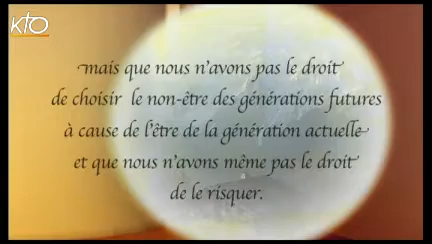 kto
mais que nous n'avons pas le droit
de choisir le non-être des générations futures
à cause de l'être de la génération actuelle
et que nous n'avons même pas le droit
de le risquer.